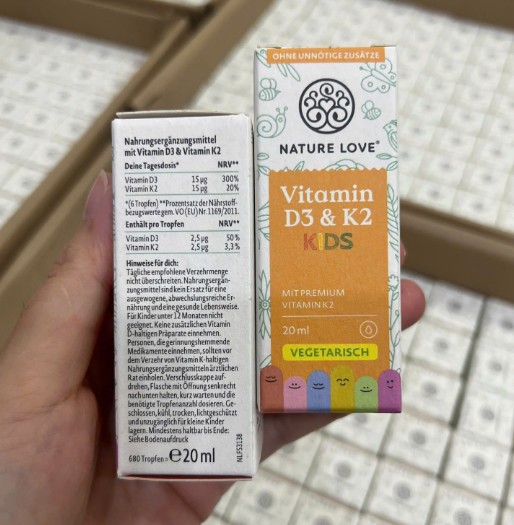 Nahrungsergänzungsmittel
mit Vitamin D3 & Vitamin K2
Deine Tagesdosis* NRV**
Vitamin D3 15 µg 300%
Vitamin K2 15 µg 20%
*(6 Tropfen) **Prozentsatz der Nährstoff-
bezugswerte gem. VO (EU) Nr. 1169/2011.
Enthält pro Tropfen NRV**
Vitamin D3 2,5 µg 50%
Vitamin K2 2,5 µg 3,3%
Hinweise für dich:
Tägliche empfohlene Verzehrmenge
nicht überschreiten. Nahrungsergän-
zungsmittel sind kein Ersatz für eine
ausgewogene, abwechslungsreiche Er-
nährung und eine gesunde Lebensweise.
Für Kinder unter 12 Monaten nicht
geeignet. Keine zusätzlichen Vitamin
D-haltigen Präparate einnehmen.
Personen, die gerinnungshemmende
Medikamente einnehmen, sollten vor
dem Verzehr von Vitamin K-haltigen
Nahrungsergänzungsmitteln ärztlichen
Rat einholen. Verschlusskappe auf-
drehen, Flasche mit Öffnung senkrecht
nach unten halten, kurz warten und die
benötigte Tropfenanzahl dosieren. Ge-
schlossen, kühl, trocken, lichtgeschützt
und unzugänglich für kleine Kinder
lagern. Mindestens haltbar bis Ende:
Siehe Bodenaufdruck
680 Tropfen = e 20 ml
NLFS3138
OHNE UNNÖTIGE ZUSÄTZE
NATURE LOVE®
Vitamin
D3 & K2
KIDS
MIT PREMIUM
VITAMIN K2
20 ml
VEGETARISCH